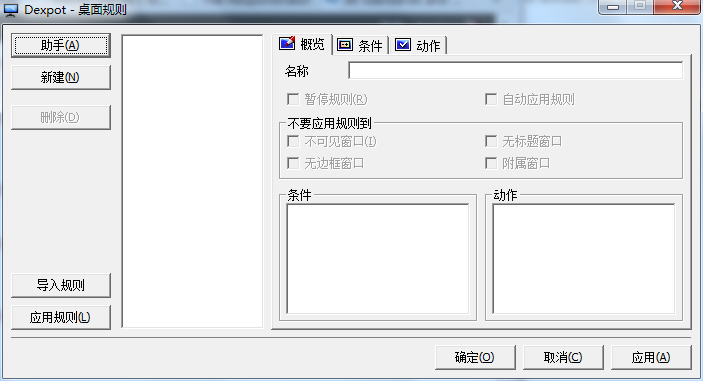 Dexpot - 桌面规则
助手(A)
新建(N)
删除(D)
导入规则
应用规则(L)
概览 条件 动作
名称
暂停规则(R) 自动应用规则
不要应用规则到
不可见窗口(I) 无标题窗口
无边框窗口 附属窗口
条件 动作
确定(O) 取消(C) 应用(A)